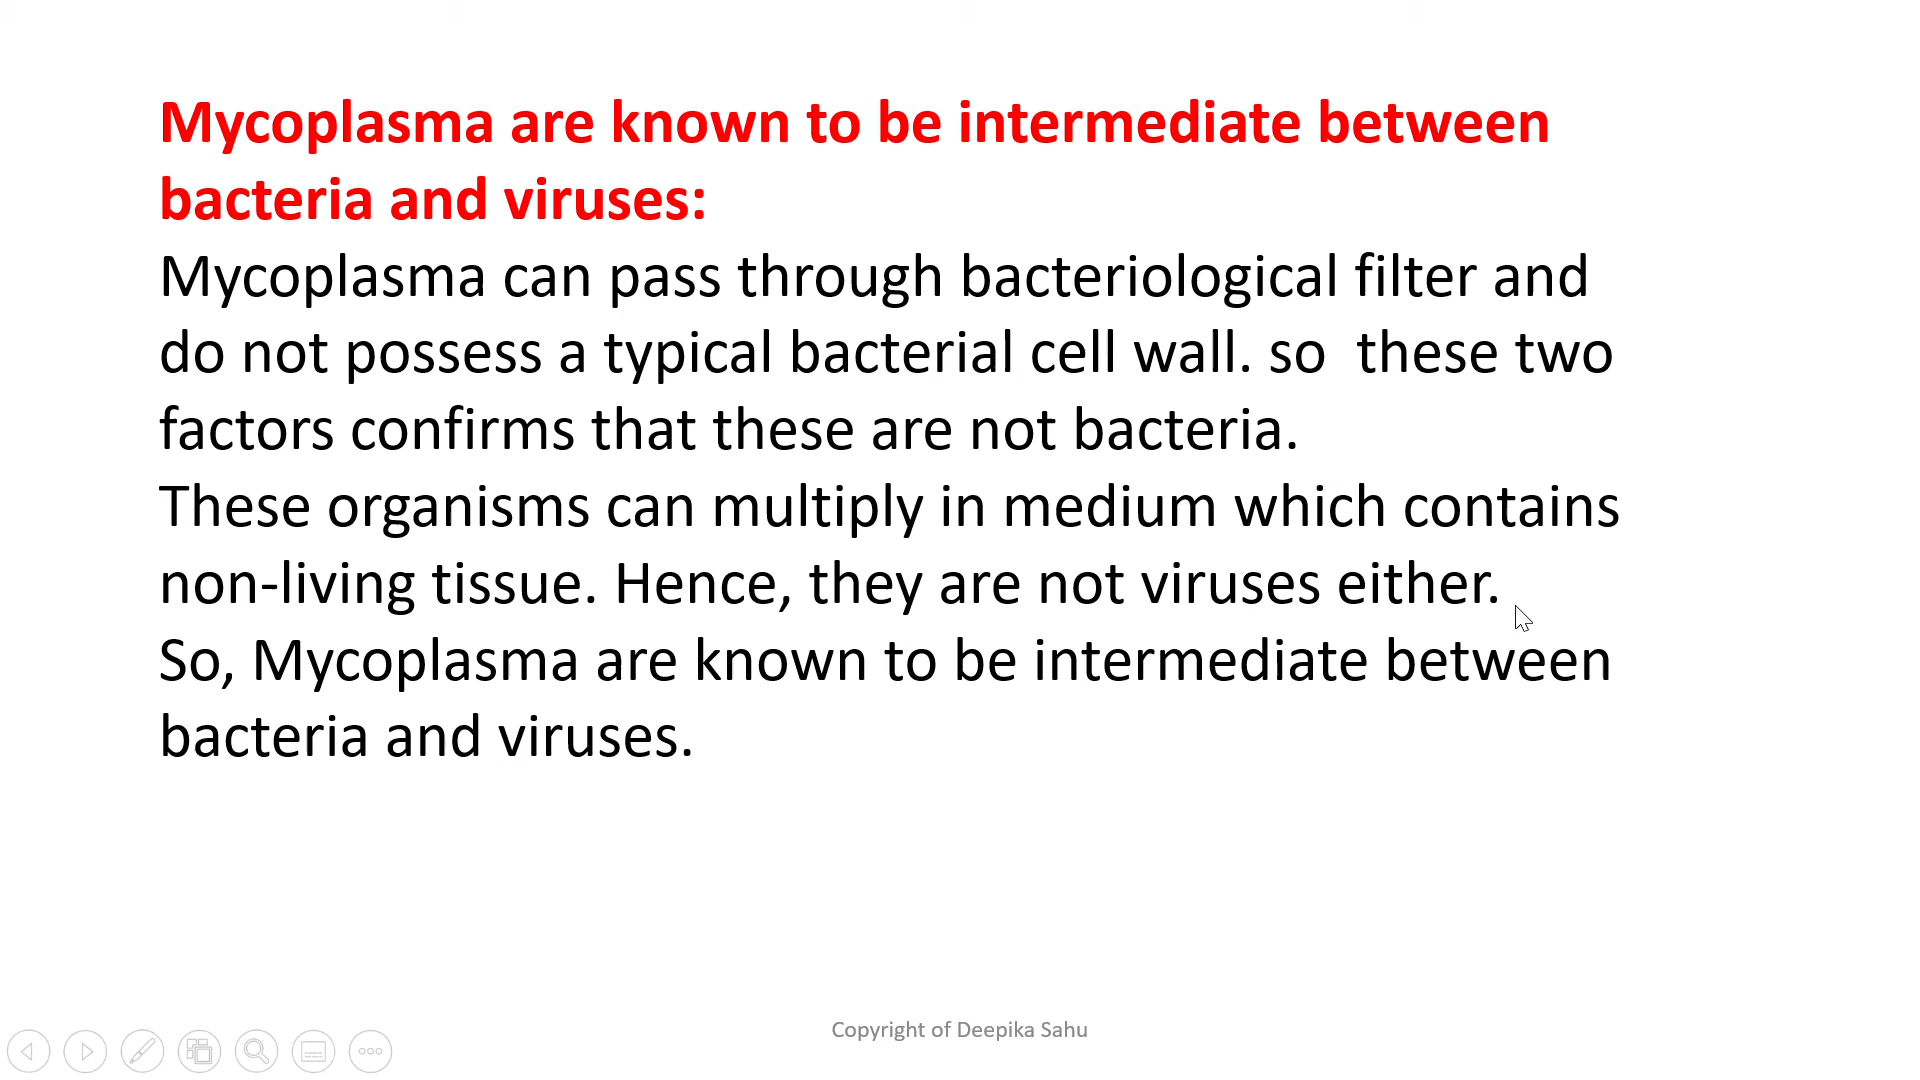 Mycoplasma are known to be intermediate between
bacteria and viruses:
Mycoplasma can pass through bacteriological filter and
do not possess a typical bacterial cell wall. so  these two
factors confirms that these are not bacteria.
These organisms can multiply in medium which contains
non-living tissue. Hence, they are not viruses either.
So, Mycoplasma are known to be intermediate between
bacteria and viruses.
Copyright of Deepika Sahu